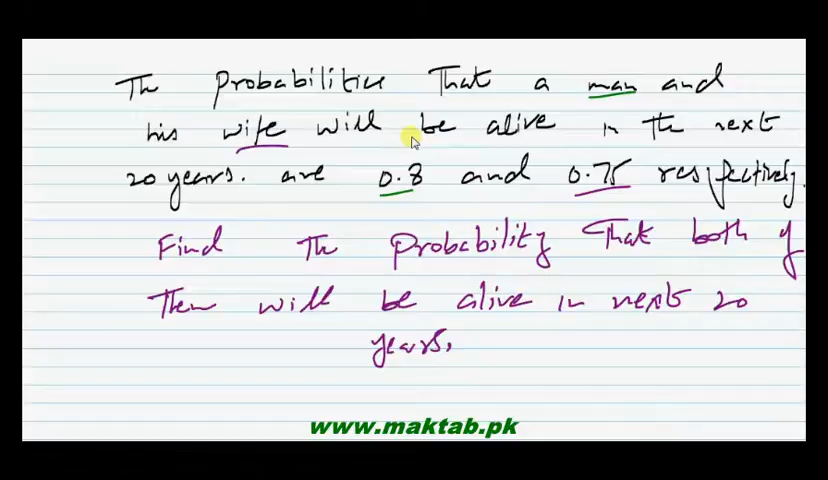 The Probabilities That a man and
his wife will be alive in the next
20 years. are 0.8 and 0.75 respectively.
Find The Probability That both of
Them will be alive in next 20
years.
www.maktab.pk